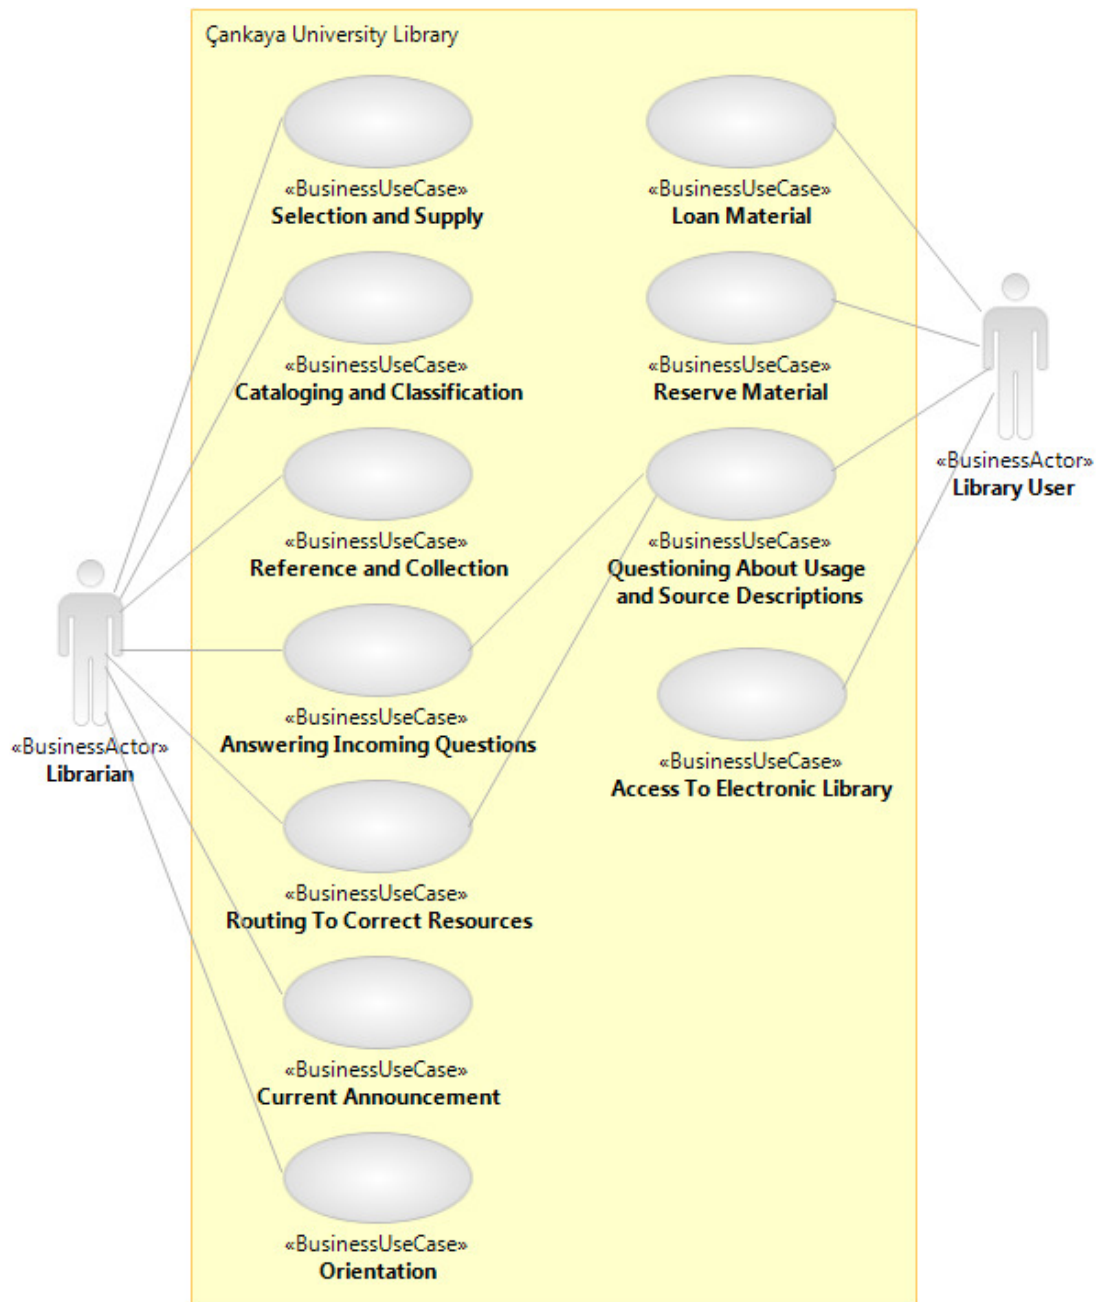 Çankaya University Library
«BusinessUseCase»
Selection and Supply
«BusinessUseCase»
Loan Material
«BusinessUseCase»
Cataloging and Classification
«BusinessUseCase»
Reserve Material
«BusinessActor»
Library User
«BusinessUseCase»
Reference and Collection
«BusinessUseCase»
Questioning About Usage
and Source Descriptions
«BusinessActor»
Librarian
«BusinessUseCase»
Answering Incoming Questions
«BusinessUseCase»
Access To Electronic Library
«BusinessUseCase»
Routing To Correct Resources
«BusinessUseCase»
Current Announcement
«BusinessUseCase»
Orientation